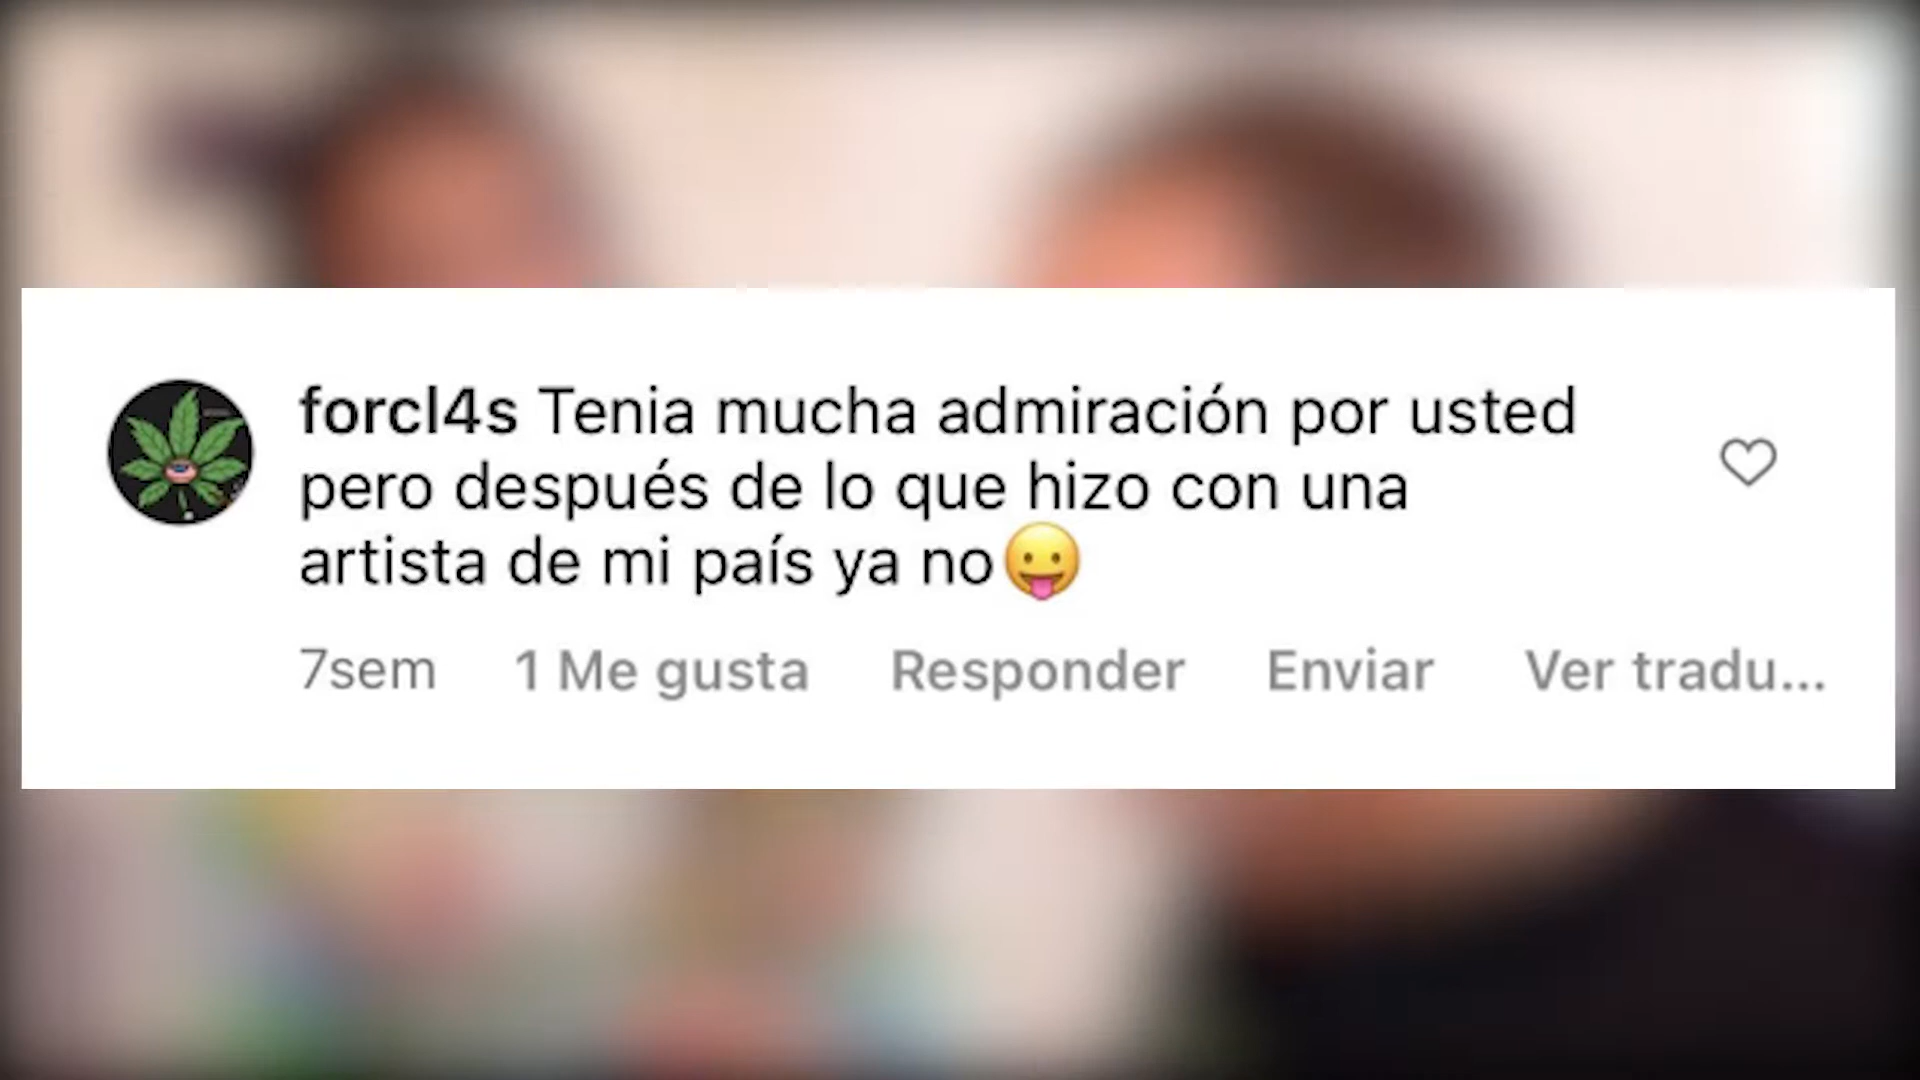 forcl4s Tenia mucha admiración por usted
pero después de lo que hizo con una
artista de mi país ya no😛
7sem 1 Me gusta Responder Enviar Ver tradu...